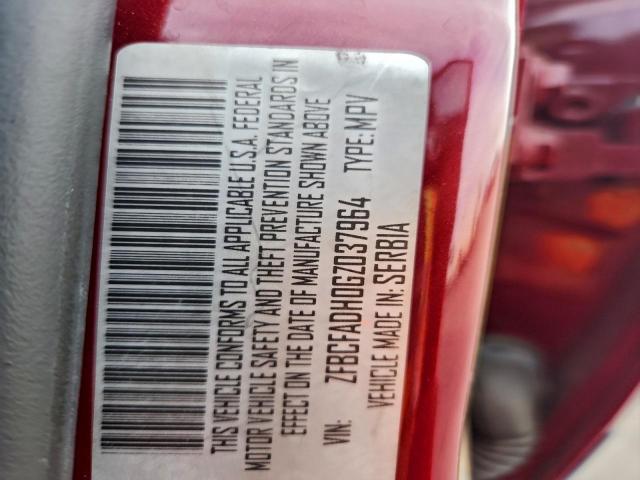 THIS VEHICLE CONFORMS TO ALL APPLICABLE U.S.A. FEDERAL
MOTOR VEHICLE SAFETY AND THEFT PREVENTION STANDARDS IN
EFFECT ON THE DATE OF MANUFACTURE SHOWN ABOVE
VIN: ZFBCFADH0GZ037964 TYPE: MPV
VEHICLE MADE IN: SERBIA